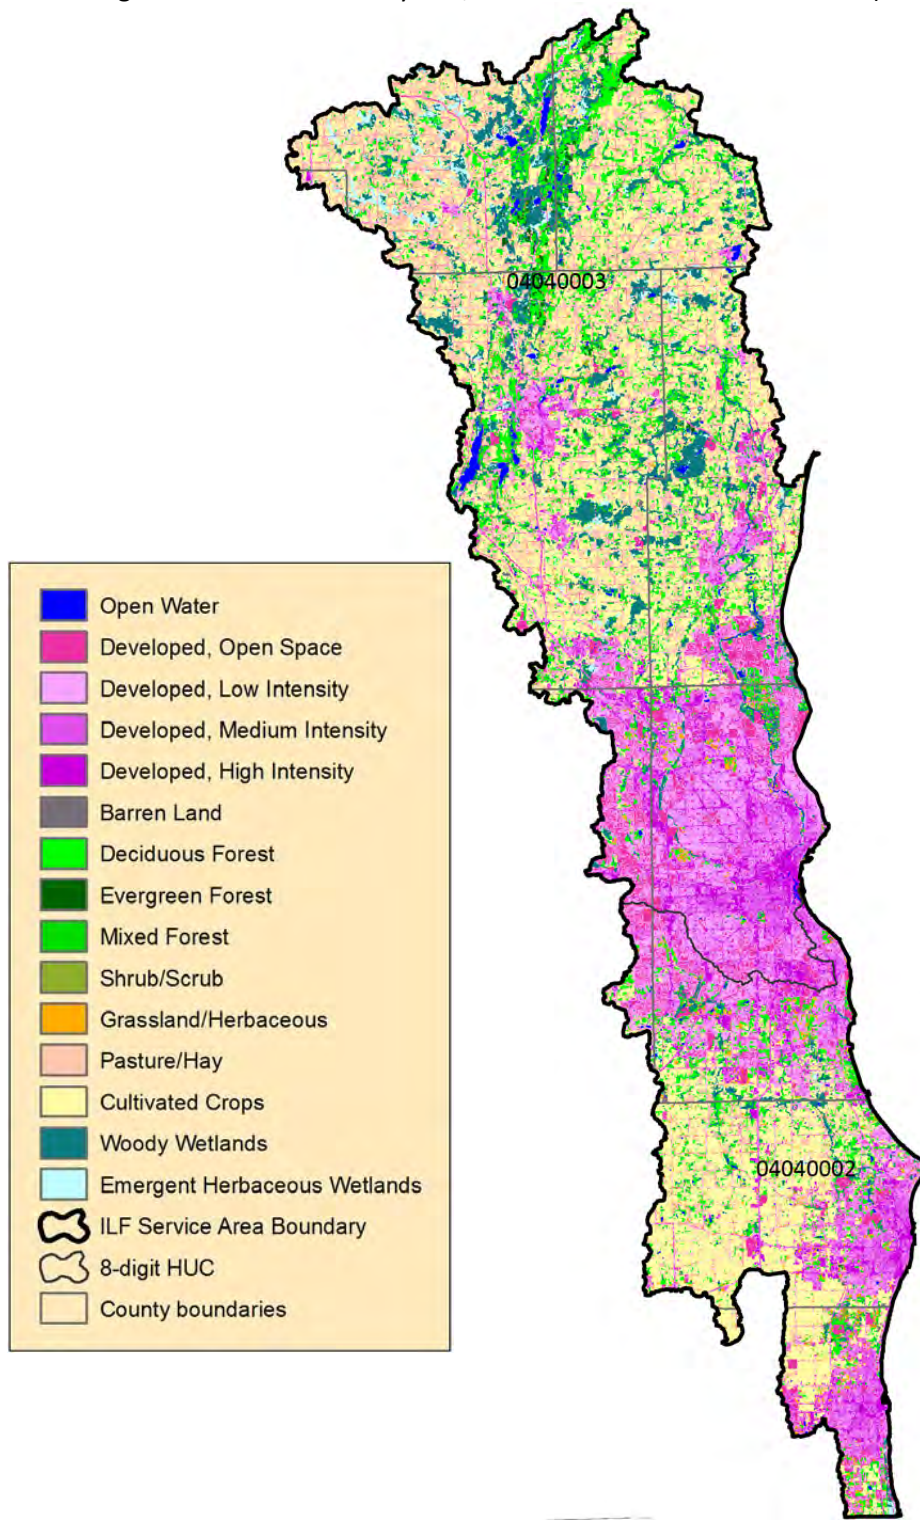 04040003
Open Water
Developed, Open Space
Developed, Low Intensity
Developed, Medium Intensity
Developed, High Intensity
Barren Land
Deciduous Forest
Evergreen Forest
Mixed Forest
Shrub/Scrub
Grassland/Herbaceous
Pasture/Hay
Cultivated Crops
Woody Wetlands
Emergent Herbaceous Wetlands
ILF Service Area Boundary
8-digit HUC
County boundaries
04040002